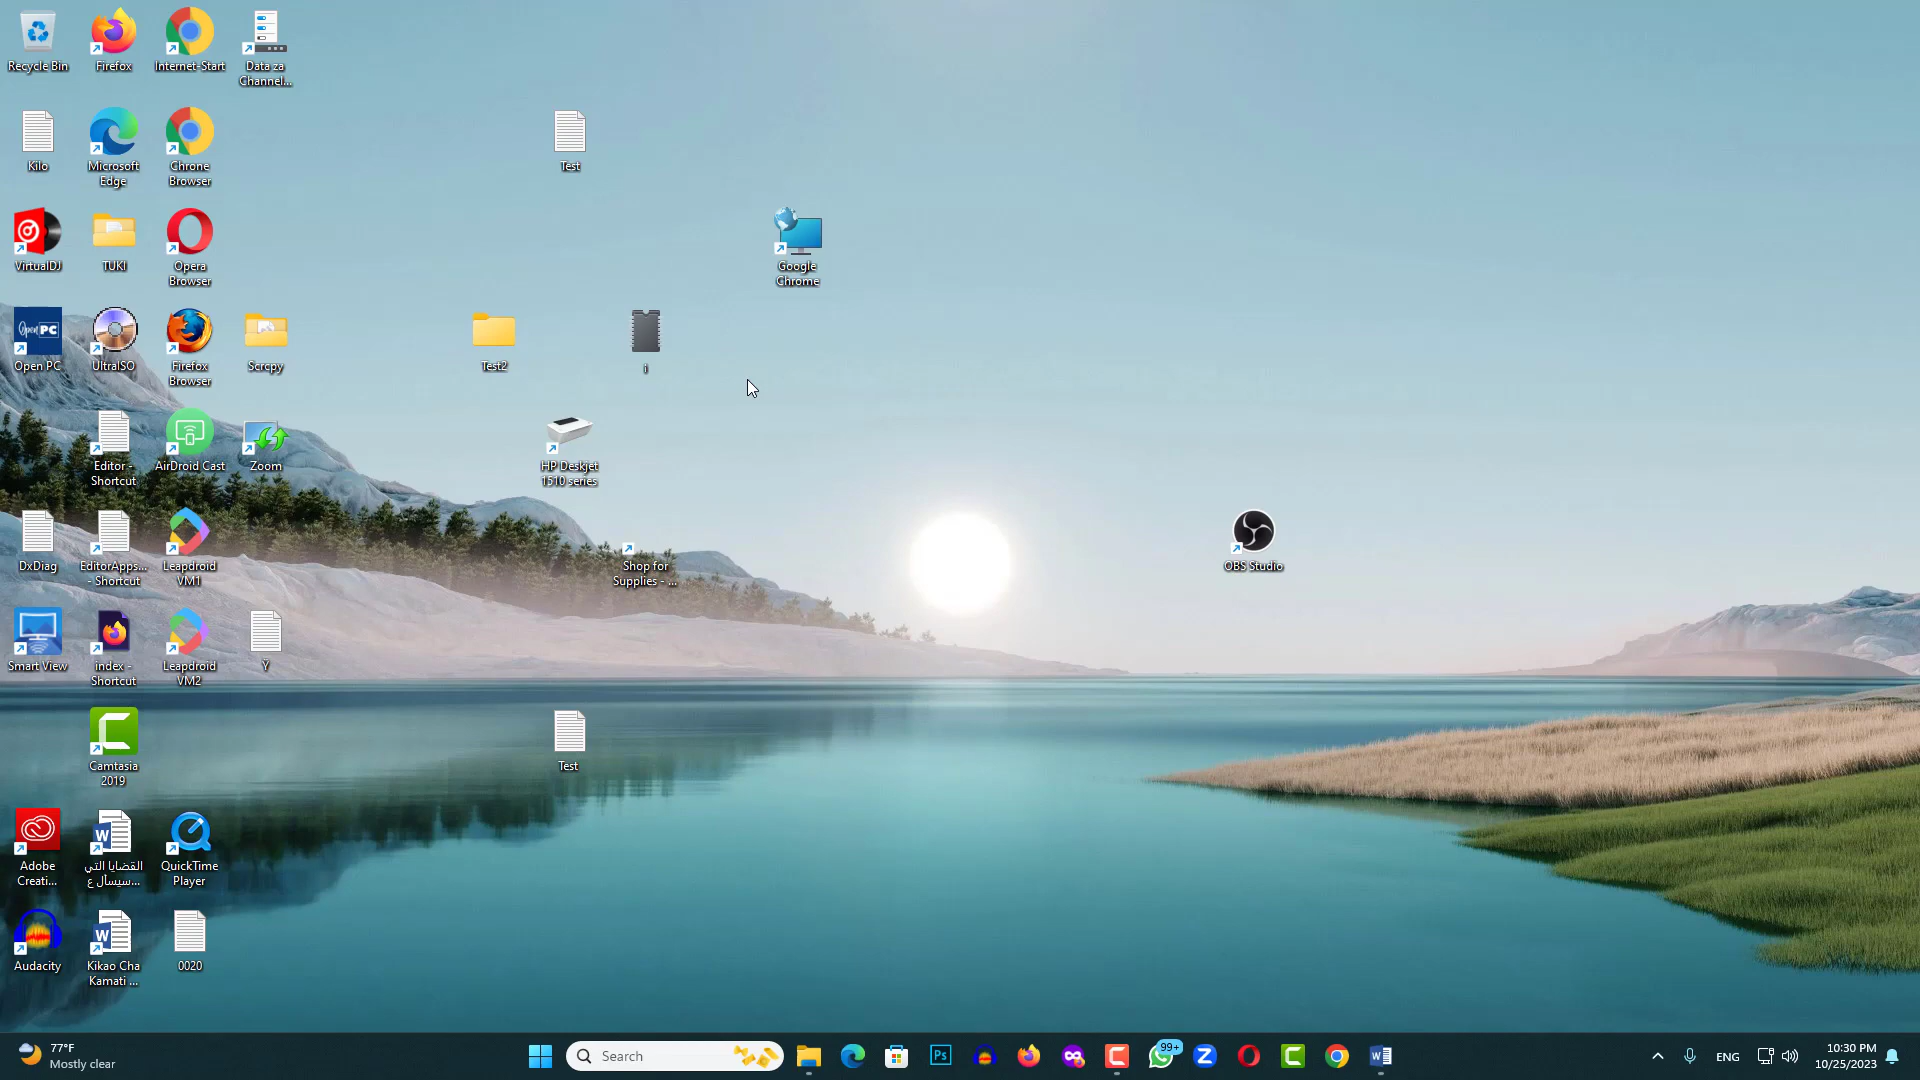 Recycle Bin
Firefox
Internet-Start
Data za
Channel...
Kilo
Microsoft
Edge
Chrone
Browser
Test
VirtualDJ
TUKI
Opera
Browser
Google
Chrome
Open PC
Open PC
UltraISO
Firefox
Browser
Scrcpy
Test2
i
Editor -
Shortcut
AirDroid Cast
Zoom
HP Deskjet
1510 series
DxDiag
EditorApps...
- Shortcut
Leapdroid
VM1
Shop for
Supplies - ...
OBS Studio
Smart View
index -
Shortcut
Leapdroid
VM2
Y
Camtasia
2019
Test
Adobe
Creati...
القضايا التي
سيسأل ع...
QuickTime
Player
Audacity
Kikao Cha
Kamati ...
0020
77°F
Mostly clear
Search
Ps
99+
ENG
10:30 PM
10/25/2023